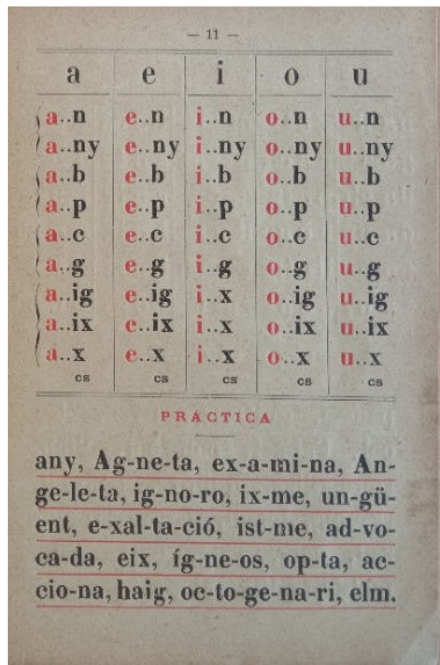 — 11 —
a e i o u
a..n e..n i..n o..n u..n
a..ny e..ny i..ny o..ny u..ny
a..b e..b i..b o..b u..b
a..p e..p i..p o..p u..p
a..c e..c i..c o..c u..c
a..g e..g i..g o..g u..g
a..ig e..ig i..x o..ig u..ig
a..ix e..ix i..x o..ix u..ix
a..x e..x i..x o..x u..x
cs cs cs cs cs
PRÁCTICA
any, Ag-ne-ta, ex-a-mi-na, An-
ge-le-ta, ig-no-ro, ix-me, un-gü-
ent, e-xal-ta-ció, ist-me, ad-vo-
ca-da, eix, íg-ne-os, op-ta, ac-
cio-na, haig, oc-to-ge-na-ri, elm.